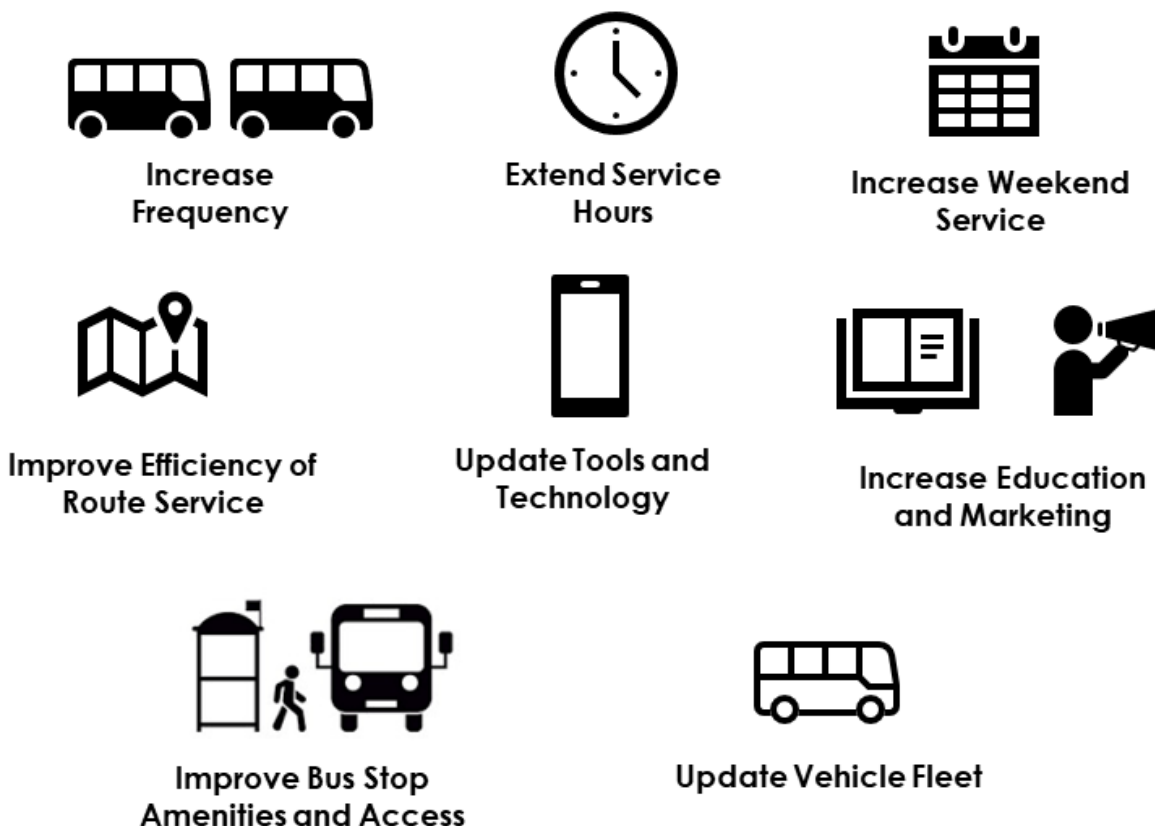 Increase
Frequency
Extend Service
Hours
Increase Weekend
Service
Improve Efficiency of
Route Service
Update Tools and
Technology
Increase Education
and Marketing
Improve Bus Stop
Amenities and Access
Update Vehicle Fleet